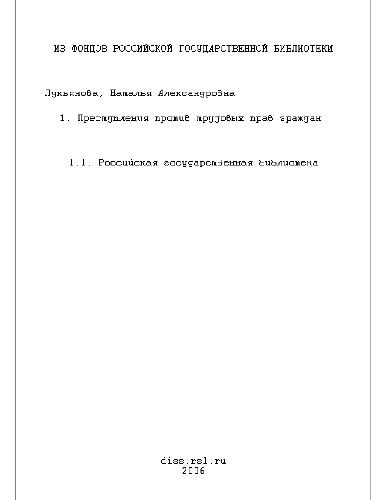 ИЗ ФОНДОВ РОССИЙСКОЙ ГОСУДАРСТВЕННОЙ БИБЛИОТЕКИ
Лукьянова, Наталья Александровна
1. Преступления против трудовых прав граждан
1.1. Российская государственная библиотека
diss.rsl.ru
2006